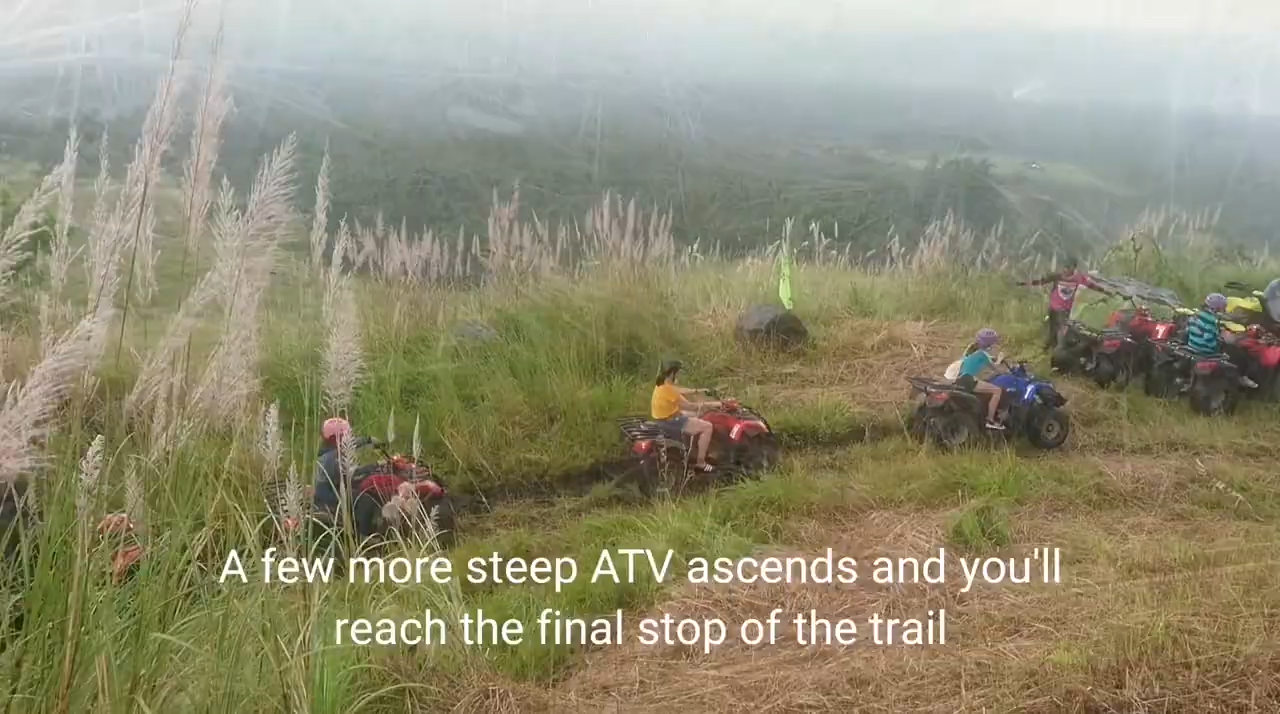 A few more steep ATV ascends and you'll
reach the final stop of the trail